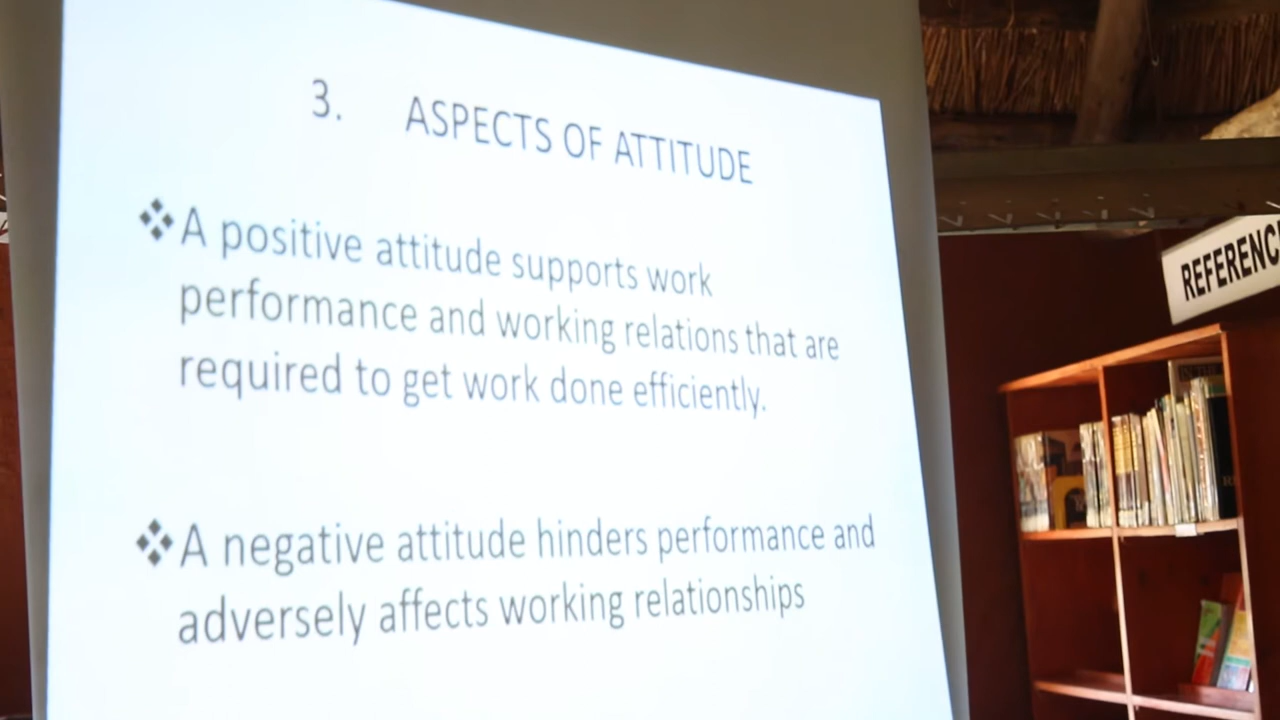 3. ASPECTS OF ATTITUDE
❖A positive attitude supports work
performance and working relations that are
required to get work done efficiently.
❖A negative attitude hinders performance and
adversely affects working relationships
REFERENC